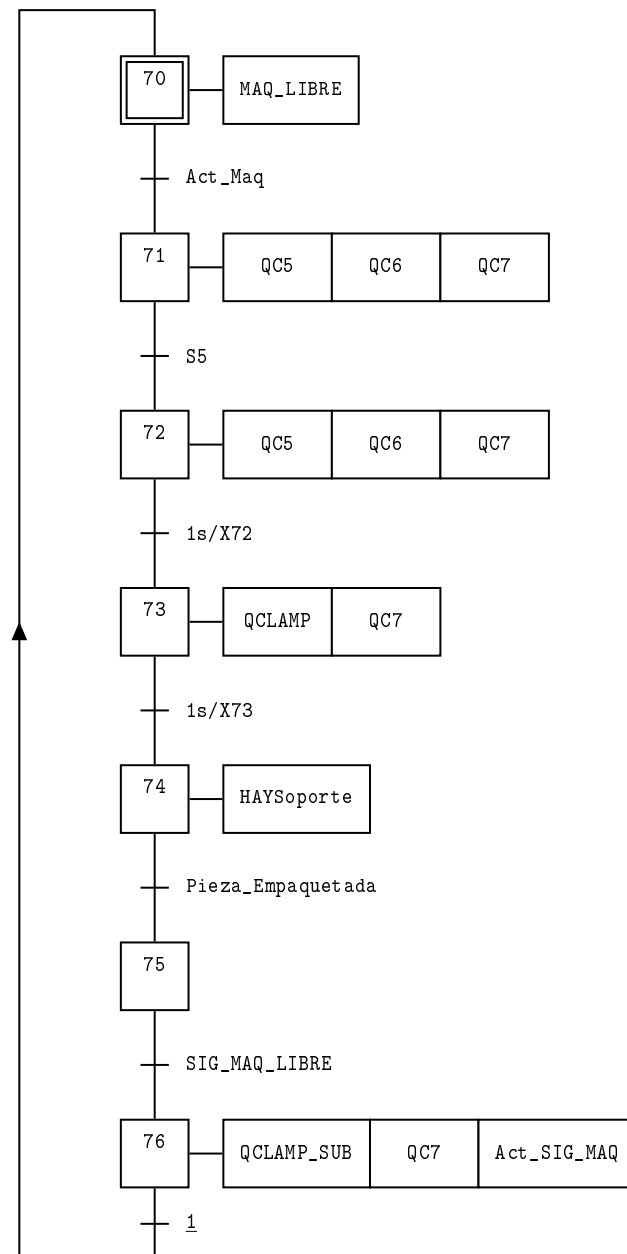 70 MAQ_LIBRE
Act_Maq
71 QC5 QC6 QC7
S5
72 QC5 QC6 QC7
1s/X72
73 QCLAMP QC7
1s/X73
74 HAYSoporte
Pieza_Empaquetada
75
SIG_MAQ_LIBRE
76 QCLAMP_SUB QC7 Act_SIG_MAQ
1